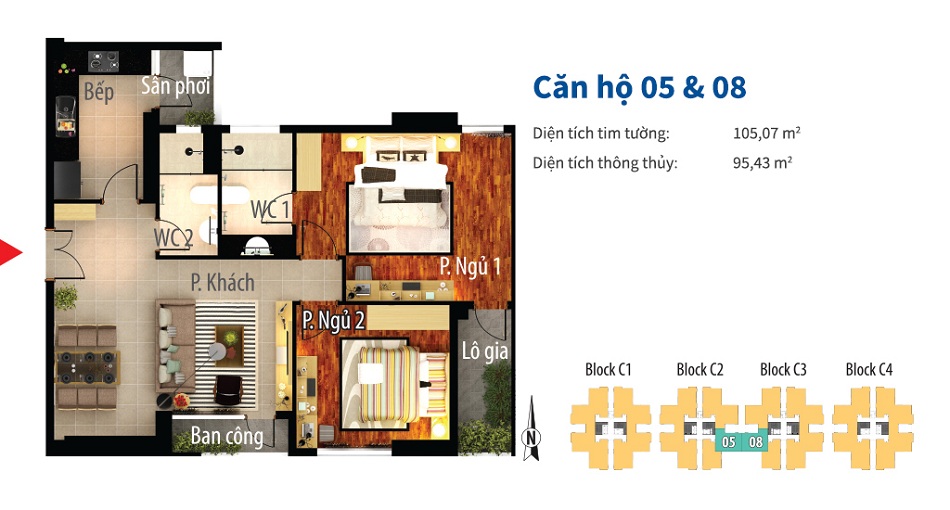 Căn hộ 05 & 08
Diện tích tim tường: 105,07 m²
Diện tích thông thủy: 95,43 m²
Bếp
Sân phơi
WC 1
WC 2
P. Khách
P. Ngủ 1
P. Ngủ 2
Lô gia
Ban công
N
Block C1 Block C2 Block C3 Block C4
05 08